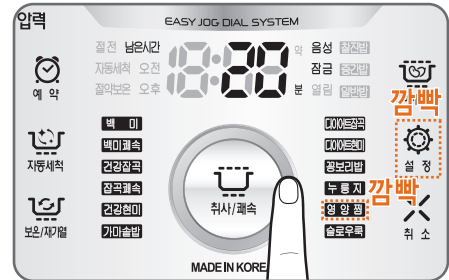 압력
EASY JOG DIAL SYSTEM
절전 남은시간
자동세척 오전
절약보온 오후
18:20
약
분
음성 찰진밥
잠금 중간밥
열림 일반밥
예 약
자동세척
보온/재가열
백 미
백미쾌속
건강잡곡
잡곡쾌속
건강현미
가마솥밥
취사/쾌속
다이어트잡곡
다이어트현미
꽁보리밥
누 룽 지
영 양 찜
슬로우쿡
깜빡
설 정
깜빡
취 소
MADE IN KORE